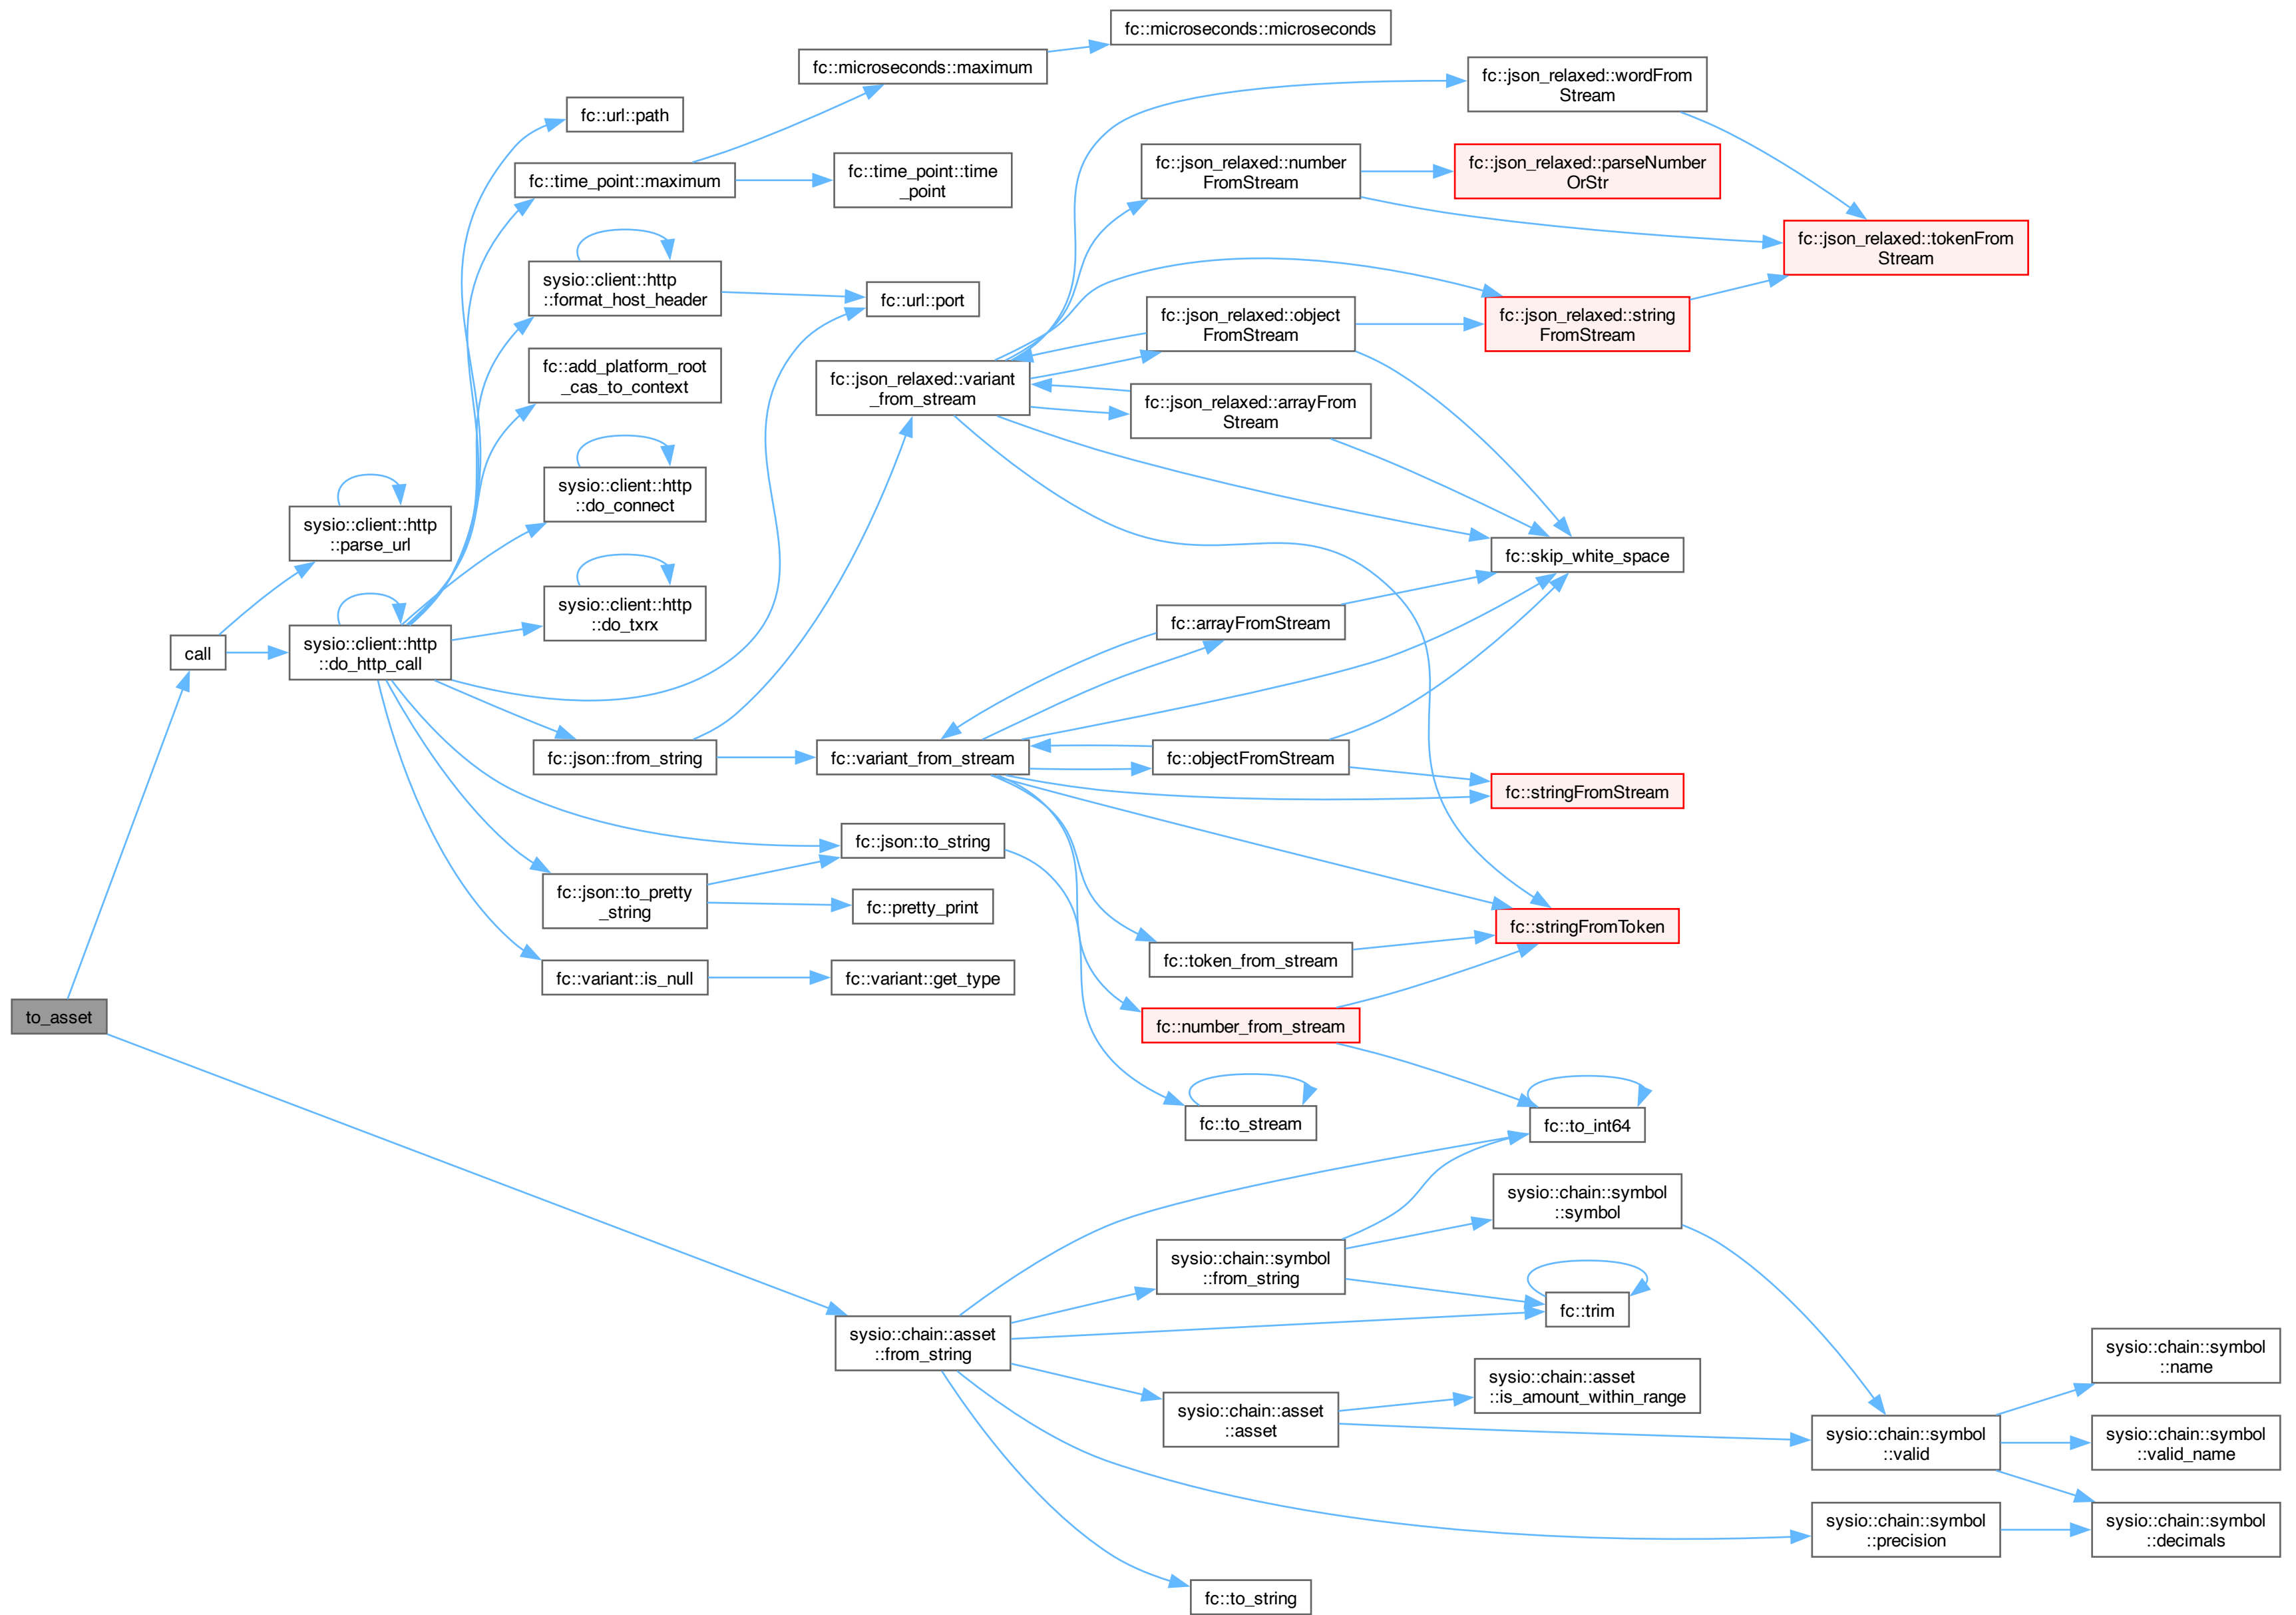 to_asset
call
sysio::client::http
::parse_url
sysio::client::http
::do_http_call
fc::url::path
fc::time_point::maximum
sysio::client::http
::format_host_header
fc::add_platform_root
_cas_to_context
sysio::client::http
::do_connect
sysio::client::http
::do_txrx
fc::json::from_string
fc::json::to_pretty
_string
fc::variant::is_null
fc::microseconds::maximum
fc::time_point::time
_point
fc::url::port
fc::json_relaxed::variant
_from_stream
fc::variant_from_stream
fc::json::to_string
fc::pretty_print
fc::variant::get_type
sysio::chain::asset
::from_string
fc::microseconds::microseconds
fc::json_relaxed::number
FromStream
fc::json_relaxed::object
FromStream
fc::json_relaxed::arrayFrom
Stream
fc::arrayFromStream
fc::objectFromStream
fc::token_from_stream
fc::number_from_stream
fc::to_stream
sysio::chain::symbol
::from_string
sysio::chain::asset
::asset
fc::to_string
fc::json_relaxed::wordFrom
Stream
fc::json_relaxed::parseNumber
OrStr
fc::json_relaxed::string
FromStream
fc::skip_white_space
fc::stringFromStream
fc::stringFromToken
fc::to_int64
sysio::chain::symbol
::symbol
fc::trim
sysio::chain::asset
::is_amount_within_range
fc::json_relaxed::tokenFrom
Stream
sysio::chain::symbol
::valid
sysio::chain::symbol
::precision
sysio::chain::symbol
::name
sysio::chain::symbol
::valid_name
sysio::chain::symbol
::decimals